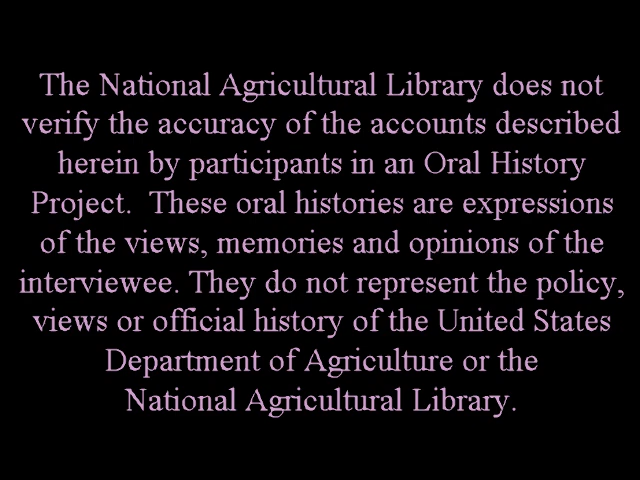 The National Agricultural Library does not
verify the accuracy of the accounts described
herein by participants in an Oral History
Project.  These oral histories are expressions
of the views, memories and opinions of the
interviewee. They do not represent the policy,
views or official history of the United States
Department of Agriculture or the
National Agricultural Library.